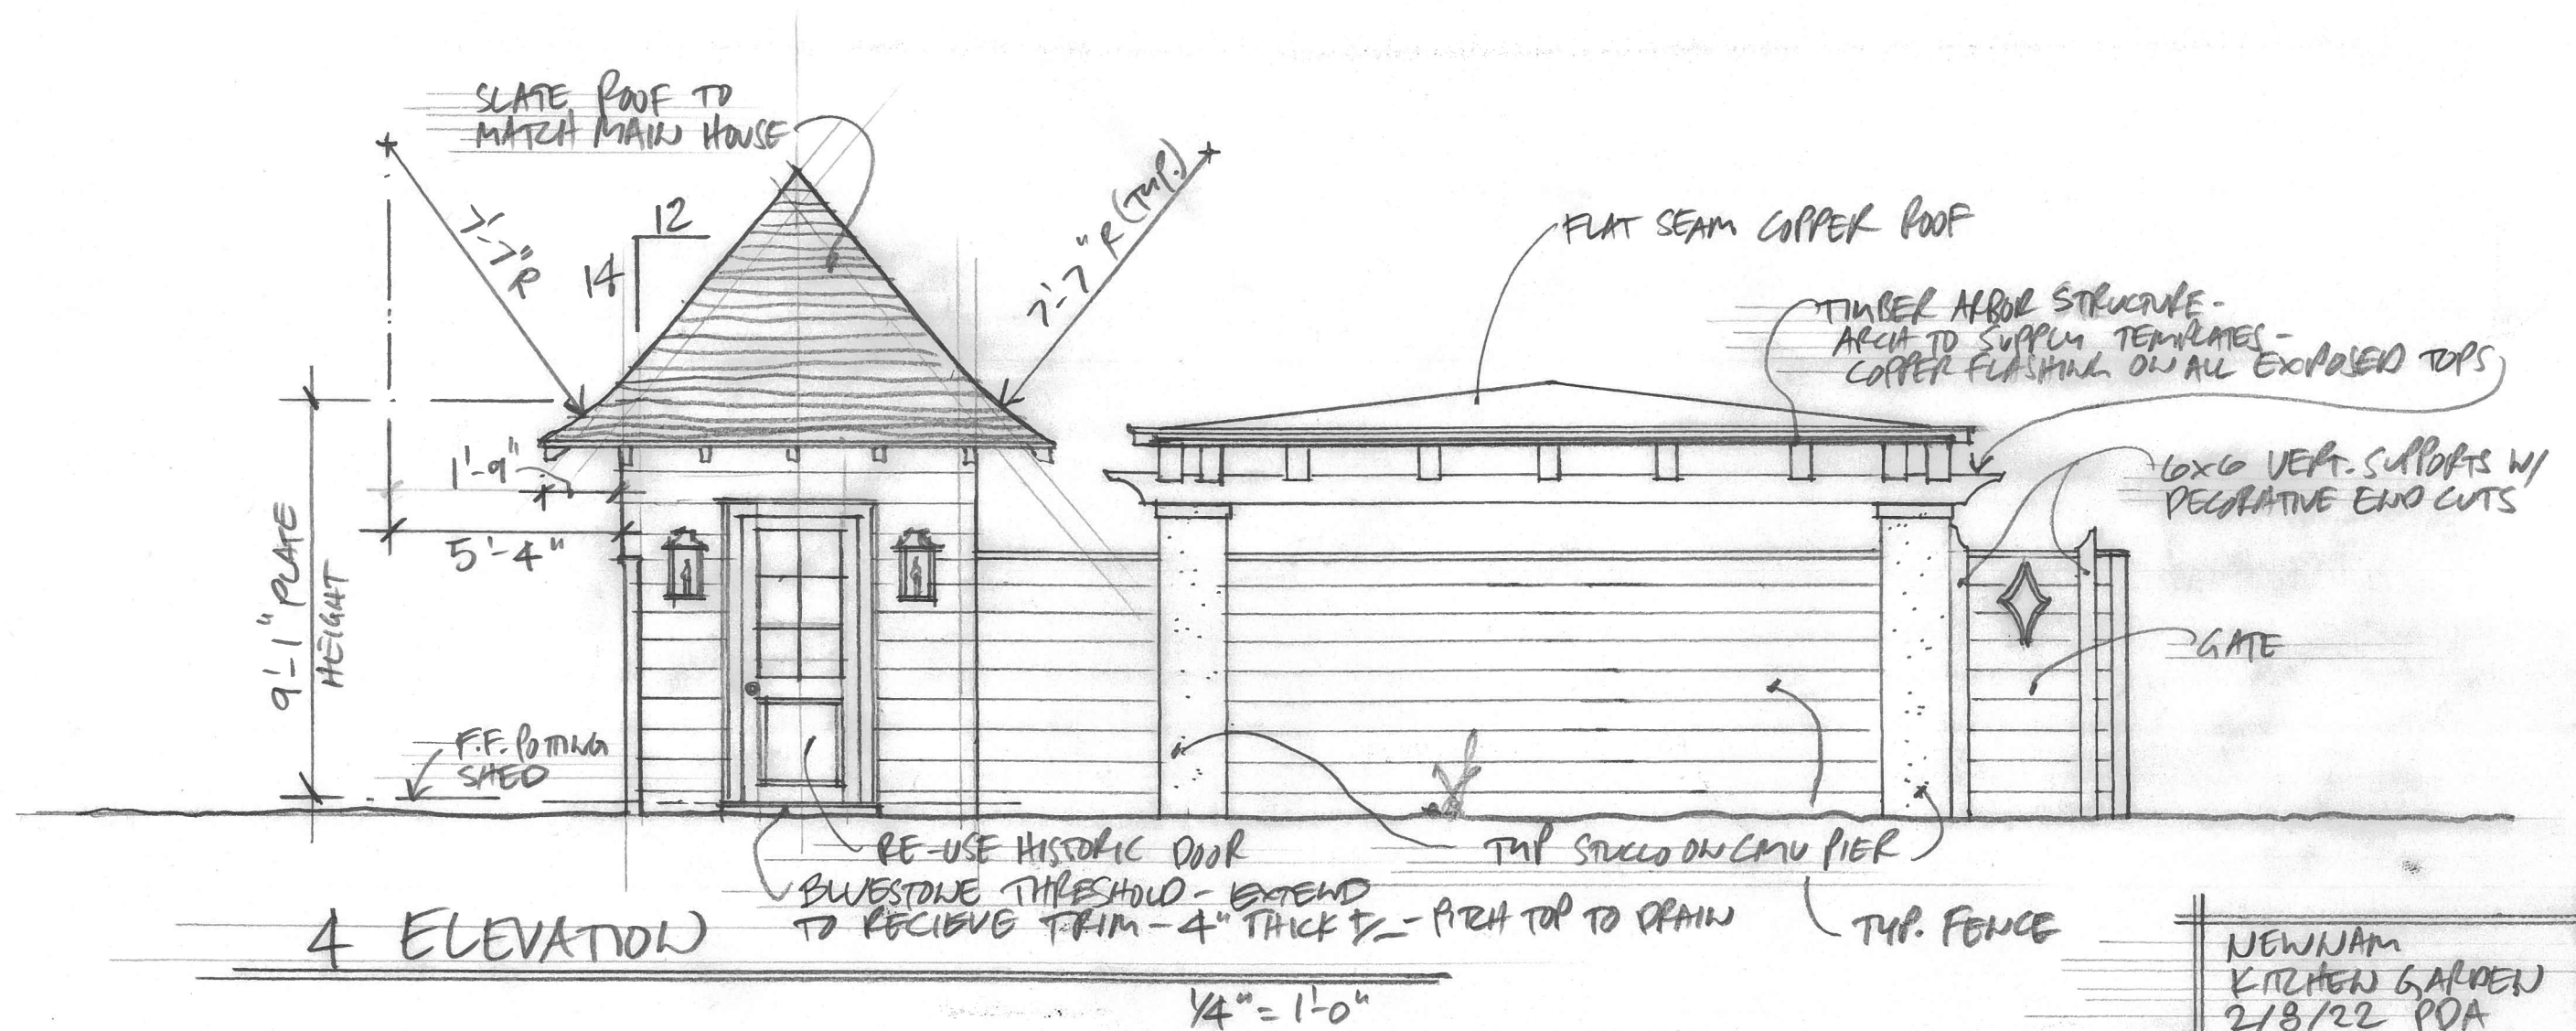 SLATE ROOF TO
MATCH MAIN HOUSE
7'-7" R
12
14
7'-7" R (TYP.)
FLAT SEAM COPPER ROOF
TIMBER ARBOR STRUCTURE -
ARCH TO SUPPLY TEMPLATES -
COPPER FLASHING ON ALL EXPOSED TOPS
1'-9"
5'-4"
9'-1" PLATE
HEIGHT
6x6 VERT. SUPPORTS W/
DECORATIVE END CUTS
GATE
F.F. POTTING
SHED
RE-USE HISTORIC DOOR
TYP STUCCO ON CMU PIER
BLUESTONE THRESHOLD - EXTEND
TO RECIEVE TRIM - 4" THICK +/- - PITCH TOP TO DRAIN
TYP. FENCE
4 ELEVATION
1/4" = 1'-0"
NEWNAM
KITCHEN GARDEN
2/8/22 PDA